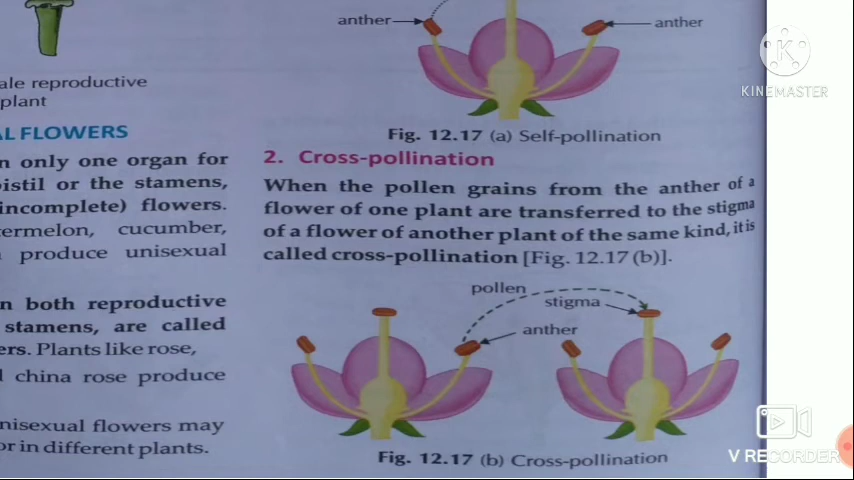 ale reproductive
plant
AL FLOWERS
n only one organ for
pistil or the stamens,
incomplete) flowers.
ermelon, cucumber,
produce unisexual
n both reproductive
stamens, are called
ers. Plants like rose,
china rose produce
nisexual flowers may
or in different plants.
anther
anther
Fig. 12.17 (a) Self-pollination
2. Cross-pollination
When the pollen grains from the anther of a
flower of one plant are transferred to the stigma
of a flower of another plant of the same kind, it is
called cross-pollination [Fig. 12.17 (b)].
pollen
stigma
anther
Fig. 12.17 (b) Cross-pollination
KINEMASTER
V RECORDER